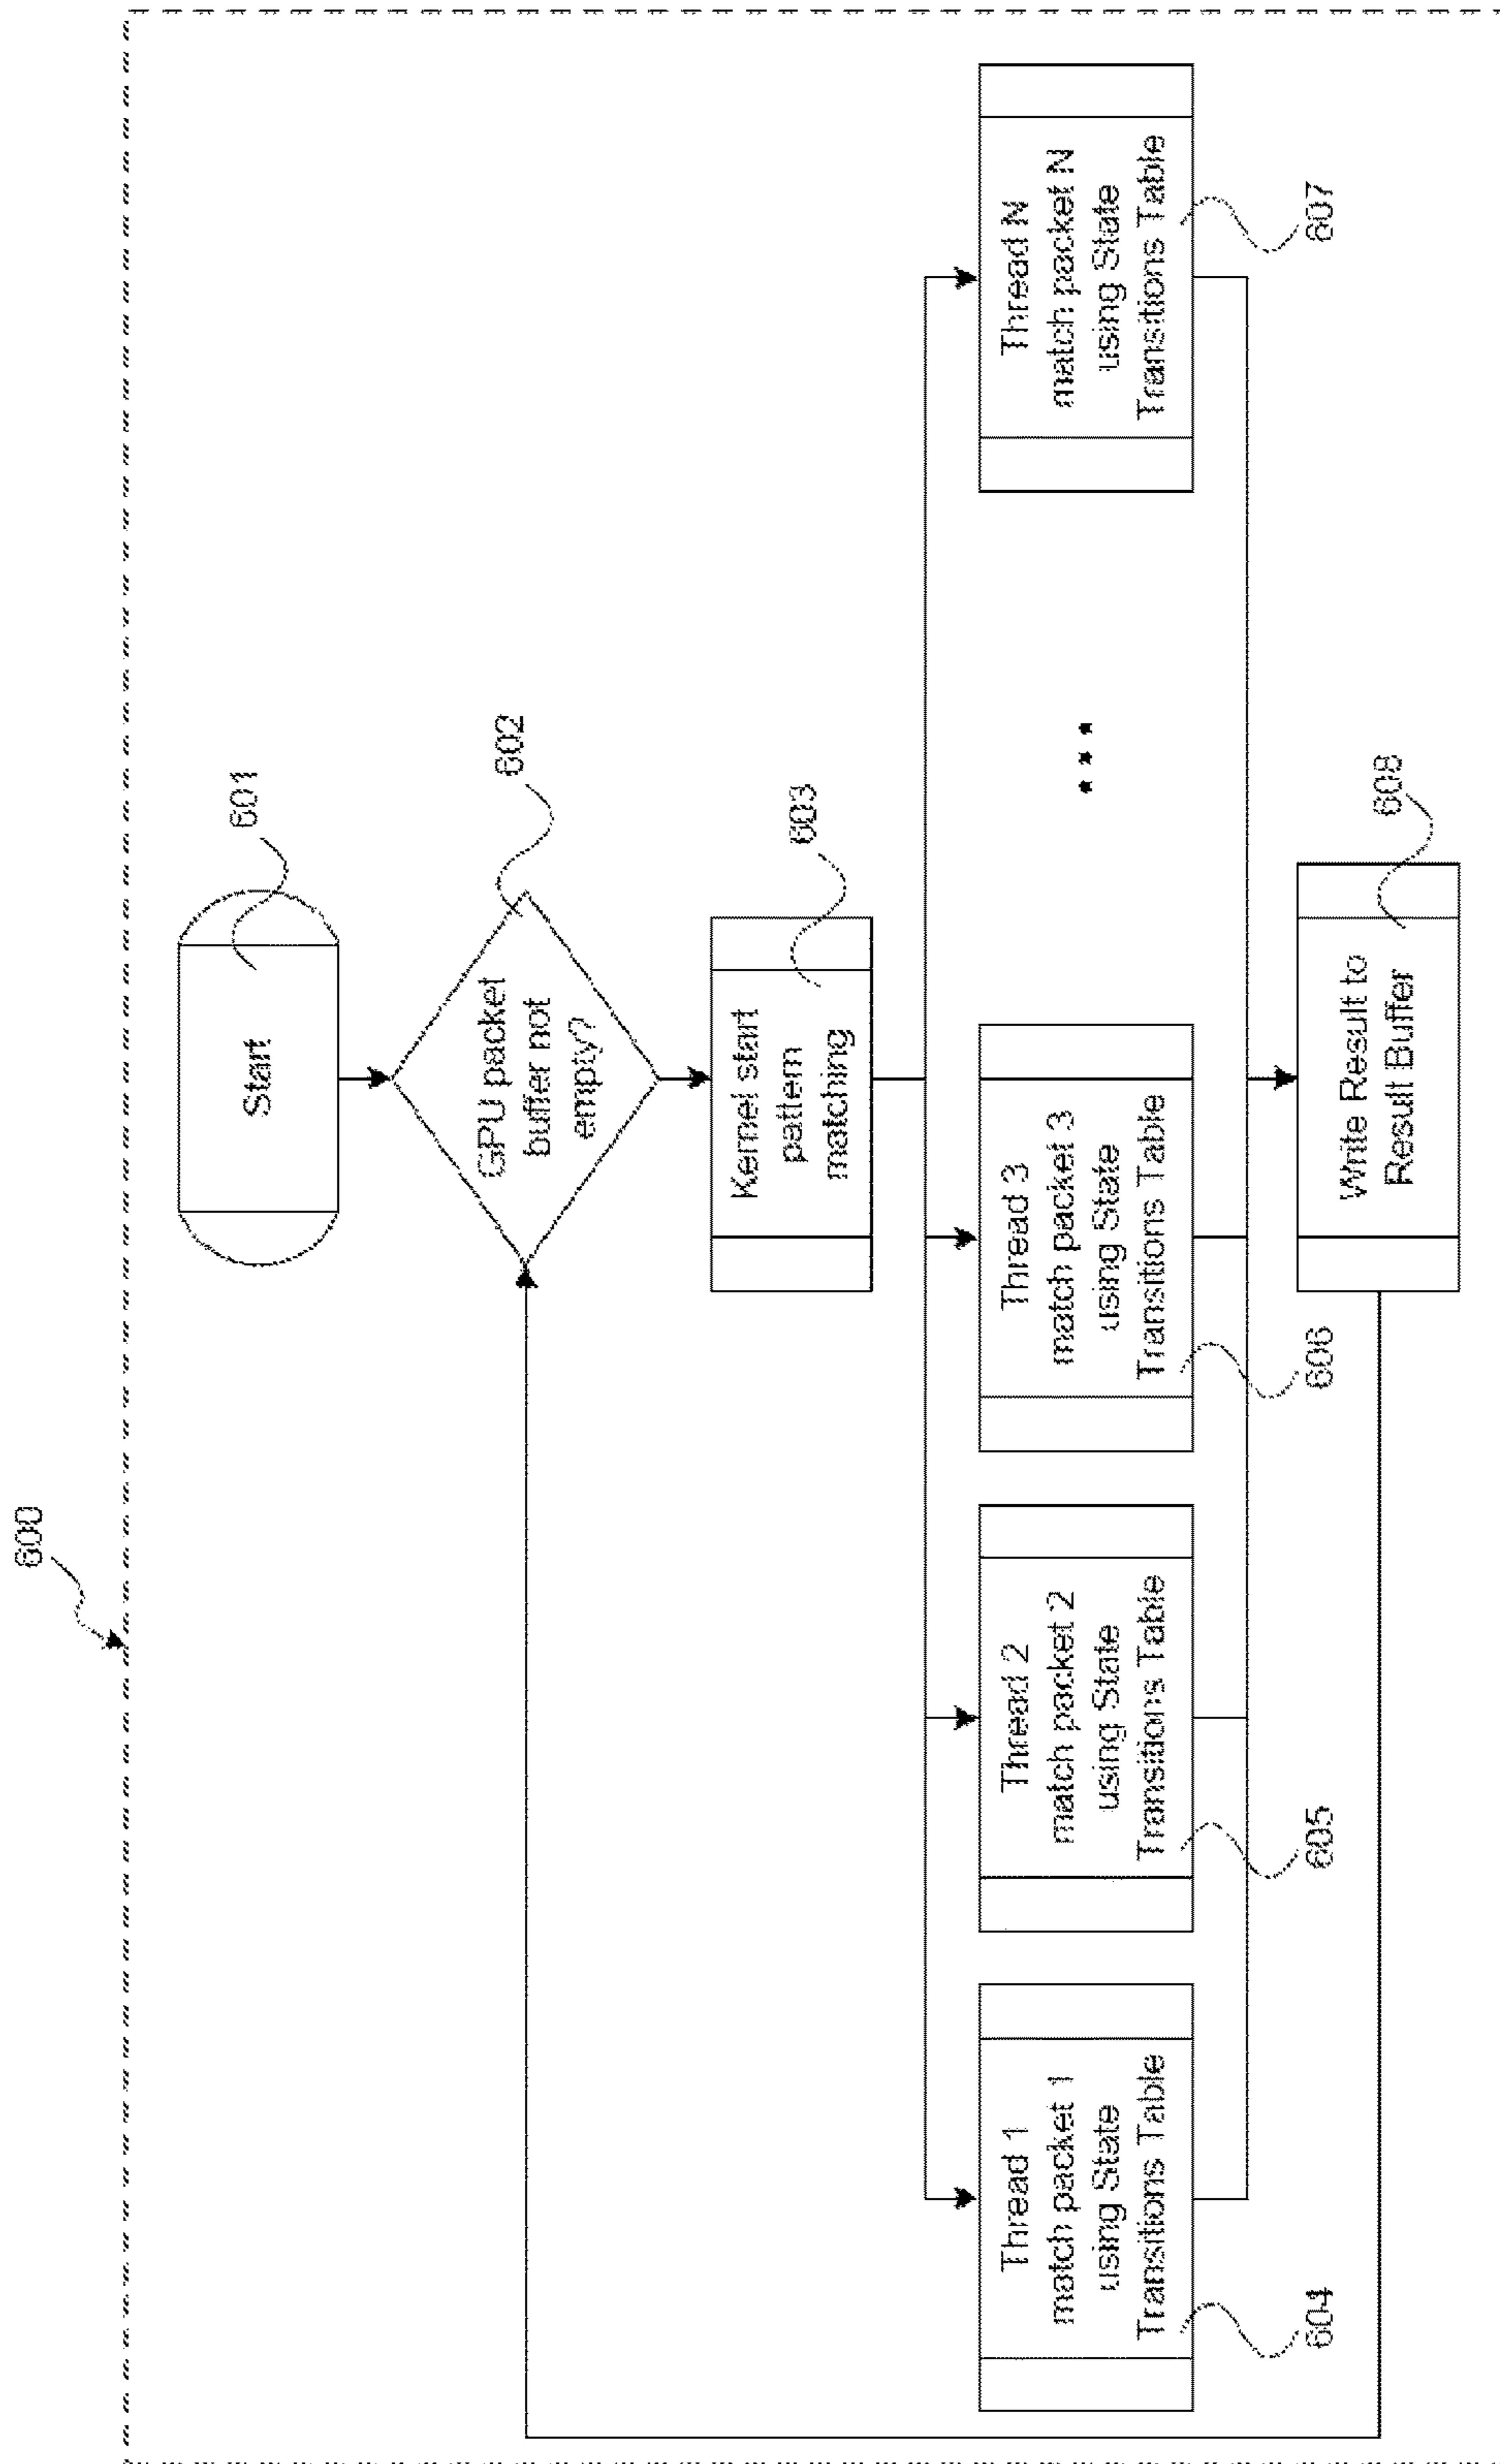 600
Start
601
GPU packet
buffer not
empty?
602
Kernel start
pattern
matching
603
Thread 1
match packet 1
using State
Transitions Table
604
Thread 2
match packet 2
using State
Transitions Table
605
Thread 3
match packet 3
using State
Transitions Table
606
...
Thread N
match packet N
using State
Transitions Table
607
Write Result to
Result Buffer
608